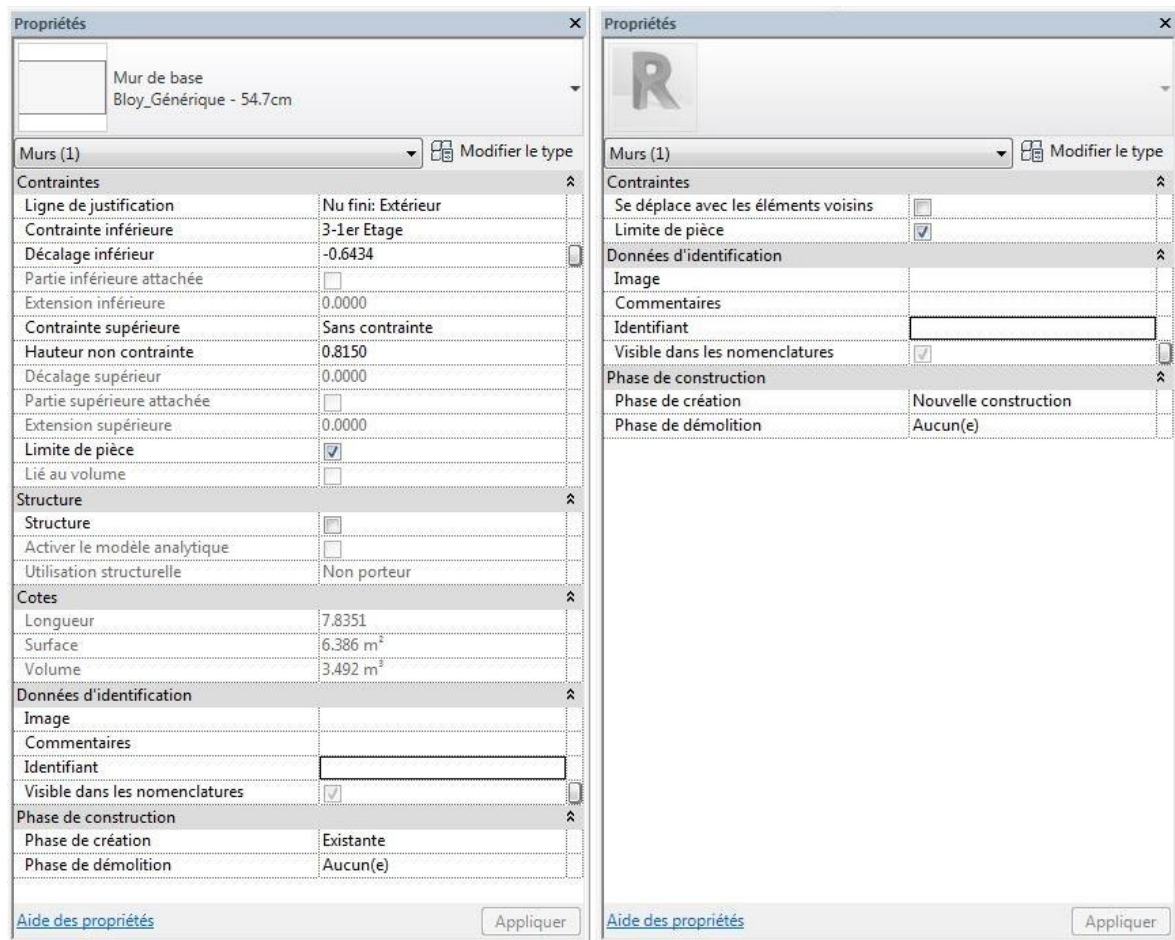 Propriétés
Mur de base
Bloy_Générique - 54.7cm
Murs (1)
Modifier le type
Contraintes
Ligne de justification Nu fini: Extérieur
Contrainte inférieure 3-1er Etage
Décalage inférieur -0.6434
Partie inférieure attachée
Extension inférieure 0.0000
Contrainte supérieure Sans contrainte
Hauteur non contrainte 0.8150
Décalage supérieur 0.0000
Partie supérieure attachée
Extension supérieure 0.0000
Limite de pièce
Lié au volume
Structure
Structure
Activer le modèle analytique
Utilisation structurelle Non porteur
Cotes
Longueur 7.8351
Surface 6.386 m²
Volume 3.492 m³
Données d'identification
Image
Commentaires
Identifiant
Visible dans les nomenclatures
Phase de construction
Phase de création Existante
Phase de démolition Aucun(e)
Aide des propriétés
Appliquer
Propriétés
R
Murs (1)
Modifier le type
Contraintes
Se déplace avec les éléments voisins
Limite de pièce
Données d'identification
Image
Commentaires
Identifiant
Visible dans les nomenclatures
Phase de construction
Phase de création Nouvelle construction
Phase de démolition Aucun(e)
Aide des propriétés
Appliquer